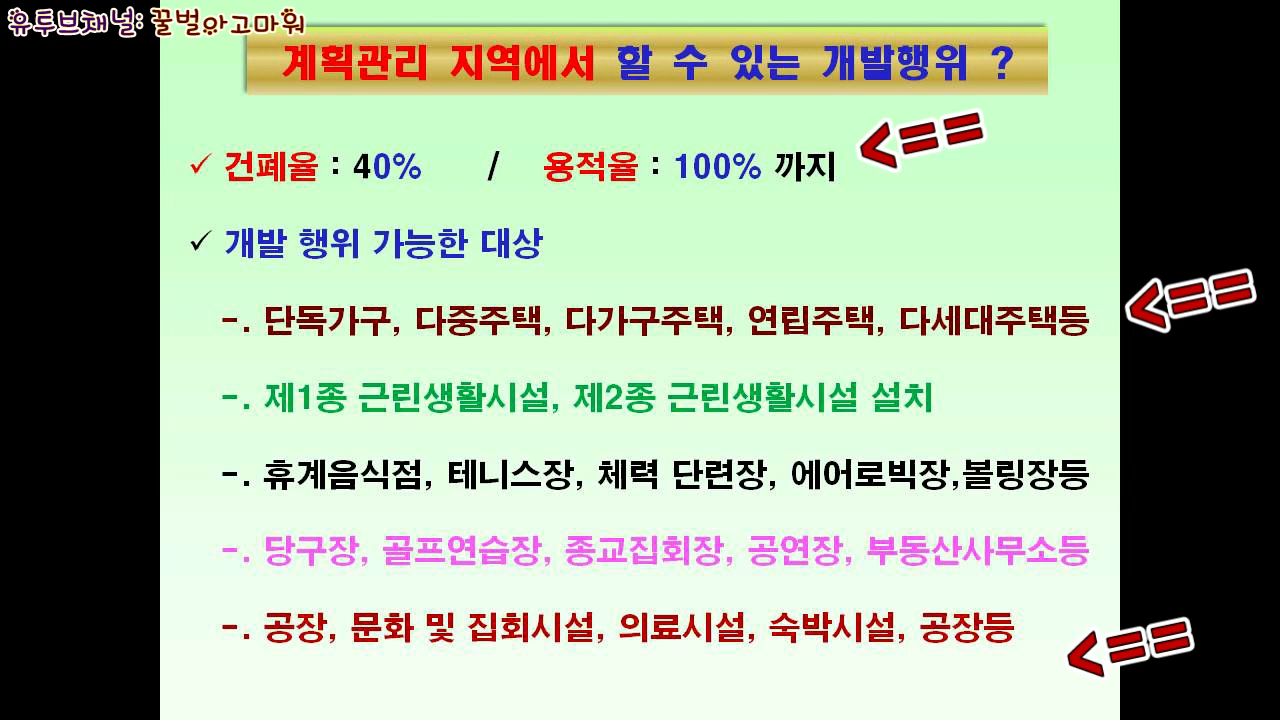 유투브채널: 꿀벌아고마워
계획관리 지역에서 할 수 있는 개발행위 ?
✓ 건폐율 : 40% / 용적율 : 100% 까지 <==
✓ 개발 행위 가능한 대상
-. 단독가구, 다중주택, 다가구주택, 연립주택, 다세대주택등 <==
-. 제1종 근린생활시설, 제2종 근린생활시설 설치
-. 휴계음식점, 테니스장, 체력 단련장, 에어로빅장,볼링장등
-. 당구장, 골프연습장, 종교집회장, 공연장, 부동산사무소등
-. 공장, 문화 및 집회시설, 의료시설, 숙박시설, 공장등 <==